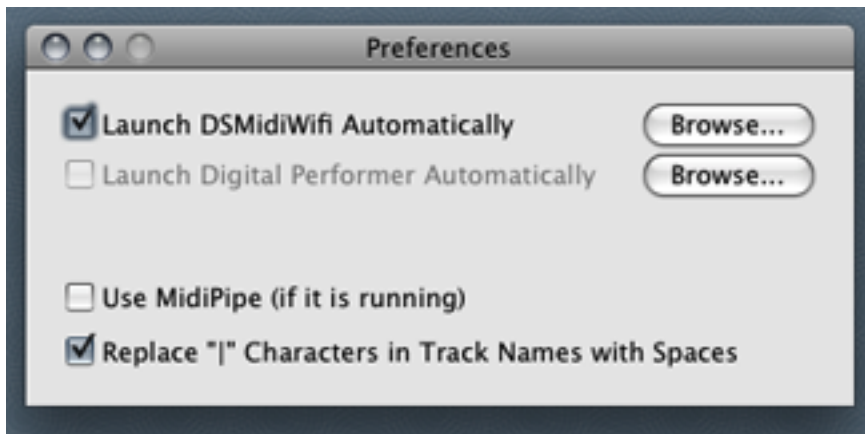 Preferences
Launch DSMidiWifi Automatically Browse...
Launch Digital Performer Automatically Browse...
Use MidiPipe (if it is running)
Replace "|" Characters in Track Names with Spaces